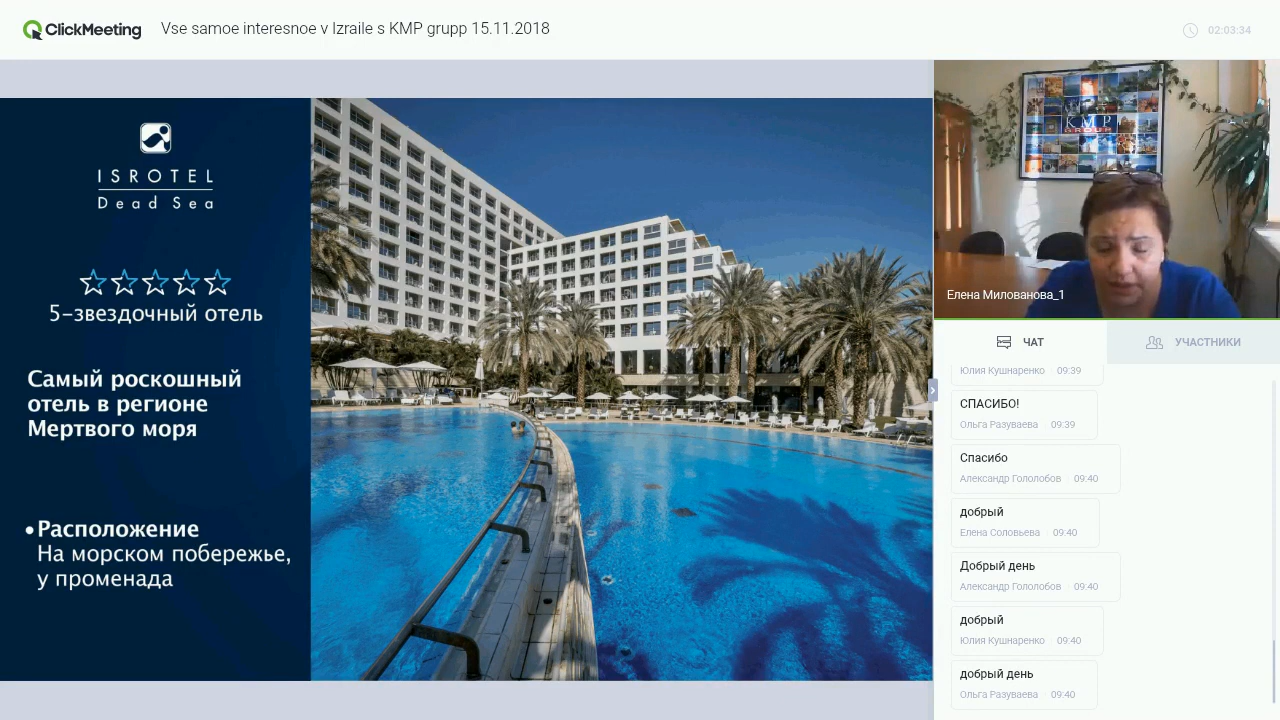 ClickMeeting
Vse samoe interesnoe v Izraile s KMP grupp 15.11.2018
02:03:34
ISROTEL
Dead Sea
5-звездочный отель
Самый роскошный
отель в регионе
Мертвого моря
• Расположение
На морском побережье,
у променада
KMP
GROUP
Елена Милованова_1
ЧАТ
УЧАСТНИКИ
Юлия Кушнаренко 09:39
СПАСИБО!
Ольга Разуваева 09:39
Спасибо
Александр Гололобов 09:40
добрый
Елена Соловьева 09:40
Добрый день
Александр Гололобов 09:40
добрый
Юлия Кушнаренко 09:40
добрый день
Ольга Разуваева 09:40